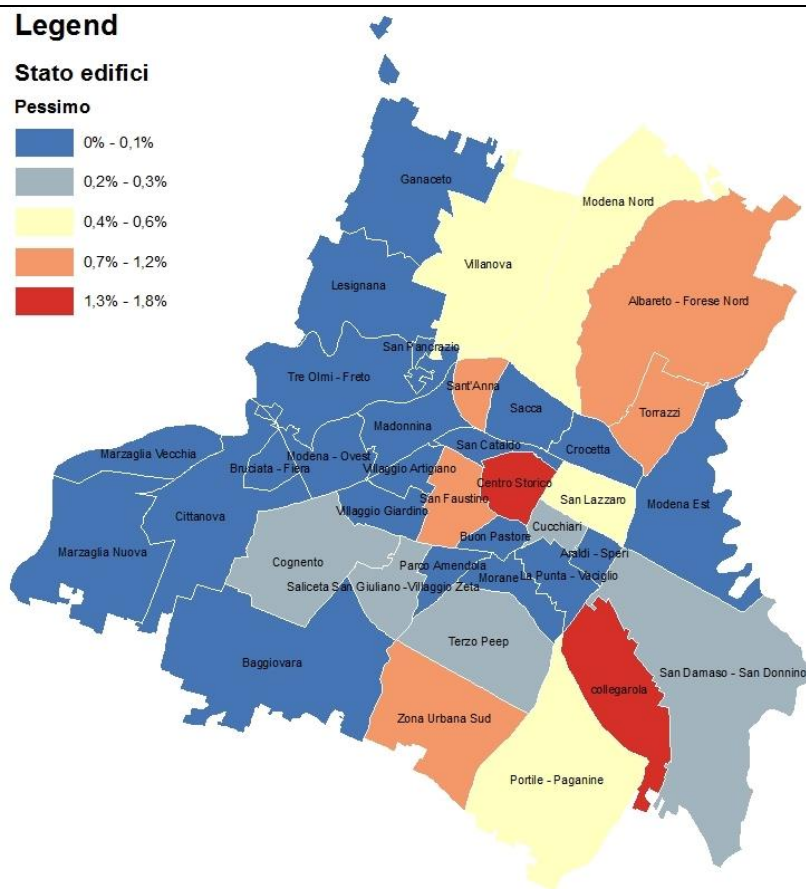 Legend
Stato edifici
Pessimo
0% - 0,1%
0,2% - 0,3%
0,4% - 0,6%
0,7% - 1,2%
1,3% - 1,8%
Ganaceto
Modena Nord
Villanova
Lesignana
Albareto - Forese Nord
San Pancrazio
Tre Olmi - Freto
Sant'Anna
Sacca
Torrazzi
Madonnina
San Cataldo
Crocetta
Marzaglia Vecchia
Modena - Ovest
Bruciata - Fiera
Villaggio Artigiano
Centro Storico
San Faustino
San Lazzaro
Modena Est
Cittanova
Villaggio Giardino
Cucchiari
Buon Pastore
Marzaglia Nuova
Araldi - Speri
Cognento
Parco Amendola
Morane
La Punta - Vaciglio
Saliceta San Giuliano -Villaggio Zeta
Terzo Peep
Baggiovara
San Damaso - San Donnino
collegarola
Zona Urbana Sud
Portile - Paganine